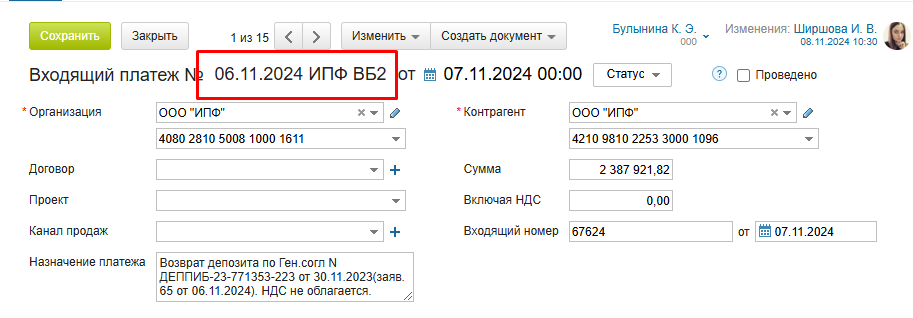 Сохранить Закрыть 1 из 15 Изменить Создать документ Булынина К. Э. Изменения: Ширшова И. В.
000 08.11.2024 10:30
Входящий платеж № 06.11.2024 ИПФ ВБ2 от 07.11.2024 00:00 Статус ? Проведено
* Организация ООО "ИПФ" * Контрагент ООО "ИПФ"
4080 2810 5008 1000 1611 4210 9810 2253 3000 1096
Договор Сумма 2 387 921,82
Проект Включая НДС 0,00
Канал продаж Входящий номер 67624 от 07.11.2024
Назначение платежа Возврат депозита по Ген.согл N
ДЕППИБ-23-771353-223 от 30.11.2023(заяв.
65 от 06.11.2024). НДС не облагается.